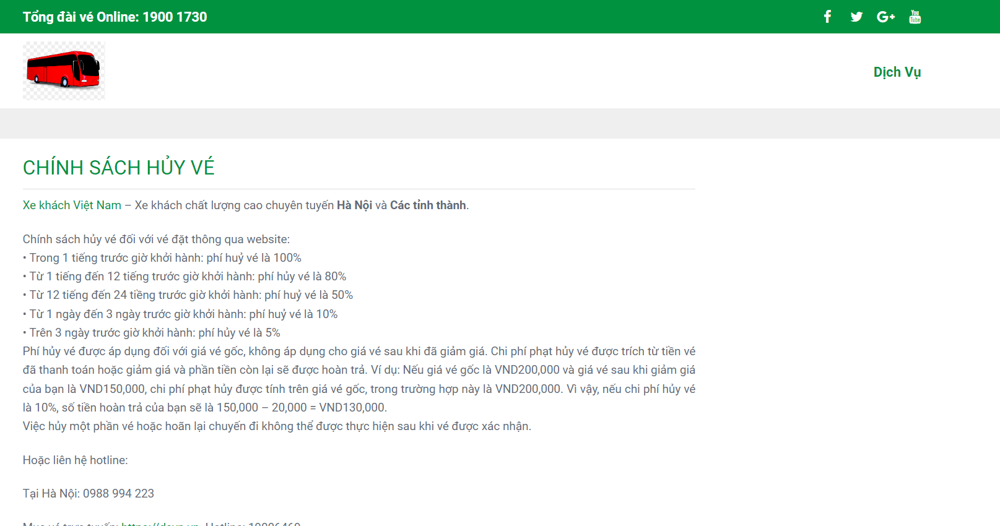 Tổng đài vé Online: 1900 1730
You
Tube
Dịch Vụ
CHÍNH SÁCH HỦY VÉ
Xe khách Việt Nam – Xe khách chất lượng cao chuyên tuyến Hà Nội và Các tỉnh thành.
Chính sách hủy vé đối với vé đặt thông qua website:
• Trong 1 tiếng trước giờ khởi hành: phí huỷ vé là 100%
• Từ 1 tiếng đến 12 tiếng trước giờ khởi hành: phí hủy vé là 80%
• Từ 12 tiếng đến 24 tiềng trước giờ khởi hành: phí huỷ vé là 50%
• Từ 1 ngày đến 3 ngày trước giờ khởi hành: phí huỷ vé là 10%
• Trên 3 ngày trước giờ khởi hành: phí hủy vé là 5%
Phí hủy vé được áp dụng đối với giá vé gốc, không áp dụng cho giá vé sau khi đã giảm giá. Chi phí phạt hủy vé được trích từ tiền vé
đã thanh toán hoặc giảm giá và phần tiền còn lại sẽ được hoàn trả. Ví dụ: Nếu giá vé gốc là VND200,000 và giá vé sau khi giảm giá
của bạn là VND150,000, chi phí phạt hủy được tính trên giá vé gốc, trong trường hợp này là VND200,000. Vì vậy, nếu chi phí hủy vé
là 10%, số tiền hoàn trả của bạn sẽ là 150,000 – 20,000 = VND130,000.
Việc hủy một phần vé hoặc hoãn lại chuyến đi không thể được thực hiện sau khi vé được xác nhận.
Hoặc liên hệ hotline:
Tại Hà Nội: 0988 994 223